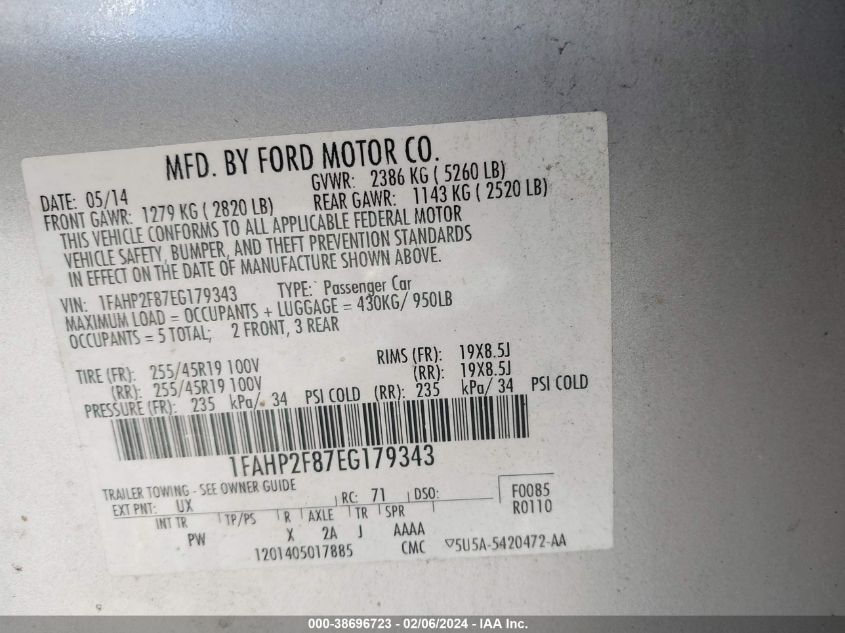 MFD. BY FORD MOTOR CO.
DATE: 05/14 GVWR: 2386 KG ( 5260 LB)
FRONT GAWR: 1279 KG ( 2820 LB) REAR GAWR: 1143 KG ( 2520 LB)
THIS VEHICLE CONFORMS TO ALL APPLICABLE FEDERAL MOTOR
VEHICLE SAFETY, BUMPER, AND THEFT PREVENTION STANDARDS
IN EFFECT ON THE DATE OF MANUFACTURE SHOWN ABOVE.
VIN: 1FAHP2F87EG179343 TYPE: Passenger Car
MAXIMUM LOAD = OCCUPANTS + LUGGAGE = 430KG/ 950LB
OCCUPANTS = 5 TOTAL; 2 FRONT, 3 REAR
TIRE (FR): 255/45R19 100V RIMS (FR): 19X8.5J
(RR): 255/45R19 100V (RR): 19X8.5J
PRESSURE (FR): 235 kPa/ 34 PSI COLD (RR): 235 kPa/ 34 PSI COLD
1FAHP2F87EG179343
TRAILER TOWING - SEE OWNER GUIDE
EXT PNT: UX RC: 71 DSO: F0085
R0110
INT TR TP/PS R AXLE TR SPR
PW X 2A J AAAA
1201405017885 CMC ▽5U5A-5420472-AA
000-38696723 - 02/06/2024 - IAA Inc.